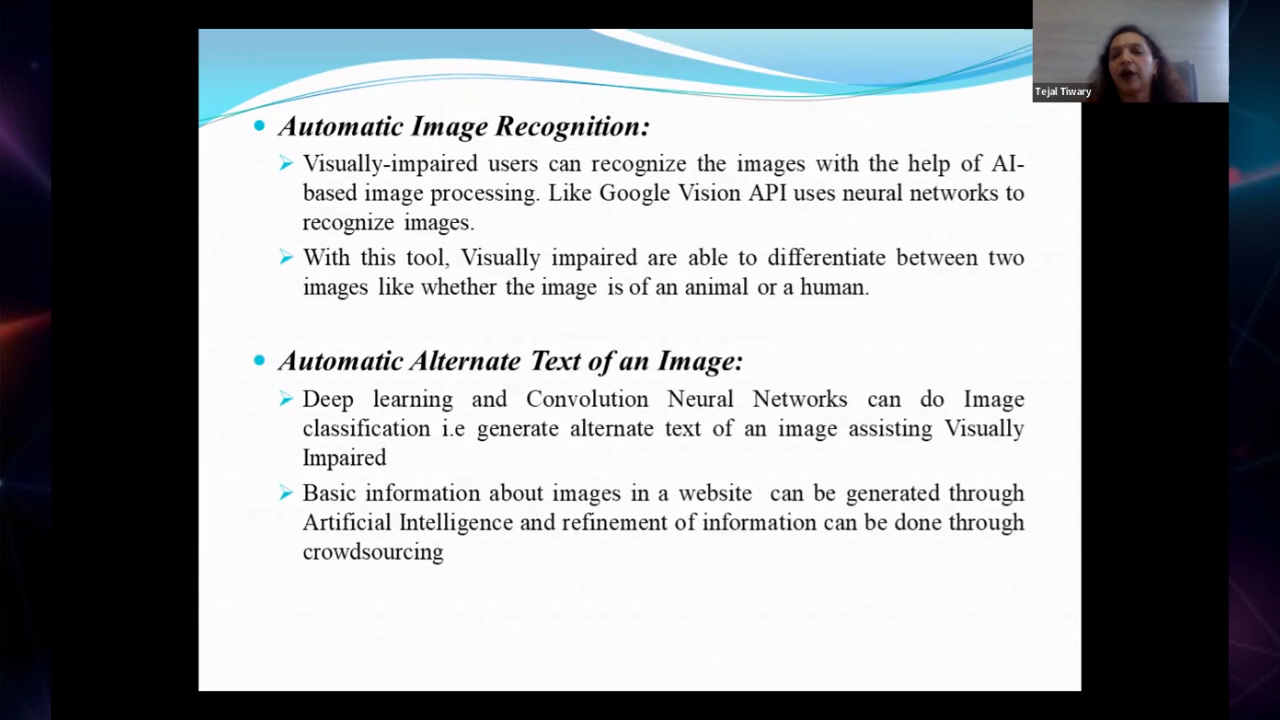 Tejal Tiwary
Automatic Image Recognition:
Visually-impaired users can recognize the images with the help of AI-
based image processing. Like Google Vision API uses neural networks to
recognize images.
With this tool, Visually impaired are able to differentiate between two
images like whether the image is of an animal or a human.
Automatic Alternate Text of an Image:
Deep learning and Convolution Neural Networks can do Image
classification i.e generate alternate text of an image assisting Visually
Impaired
Basic information about images in a website can be generated through
Artificial Intelligence and refinement of information can be done through
crowdsourcing